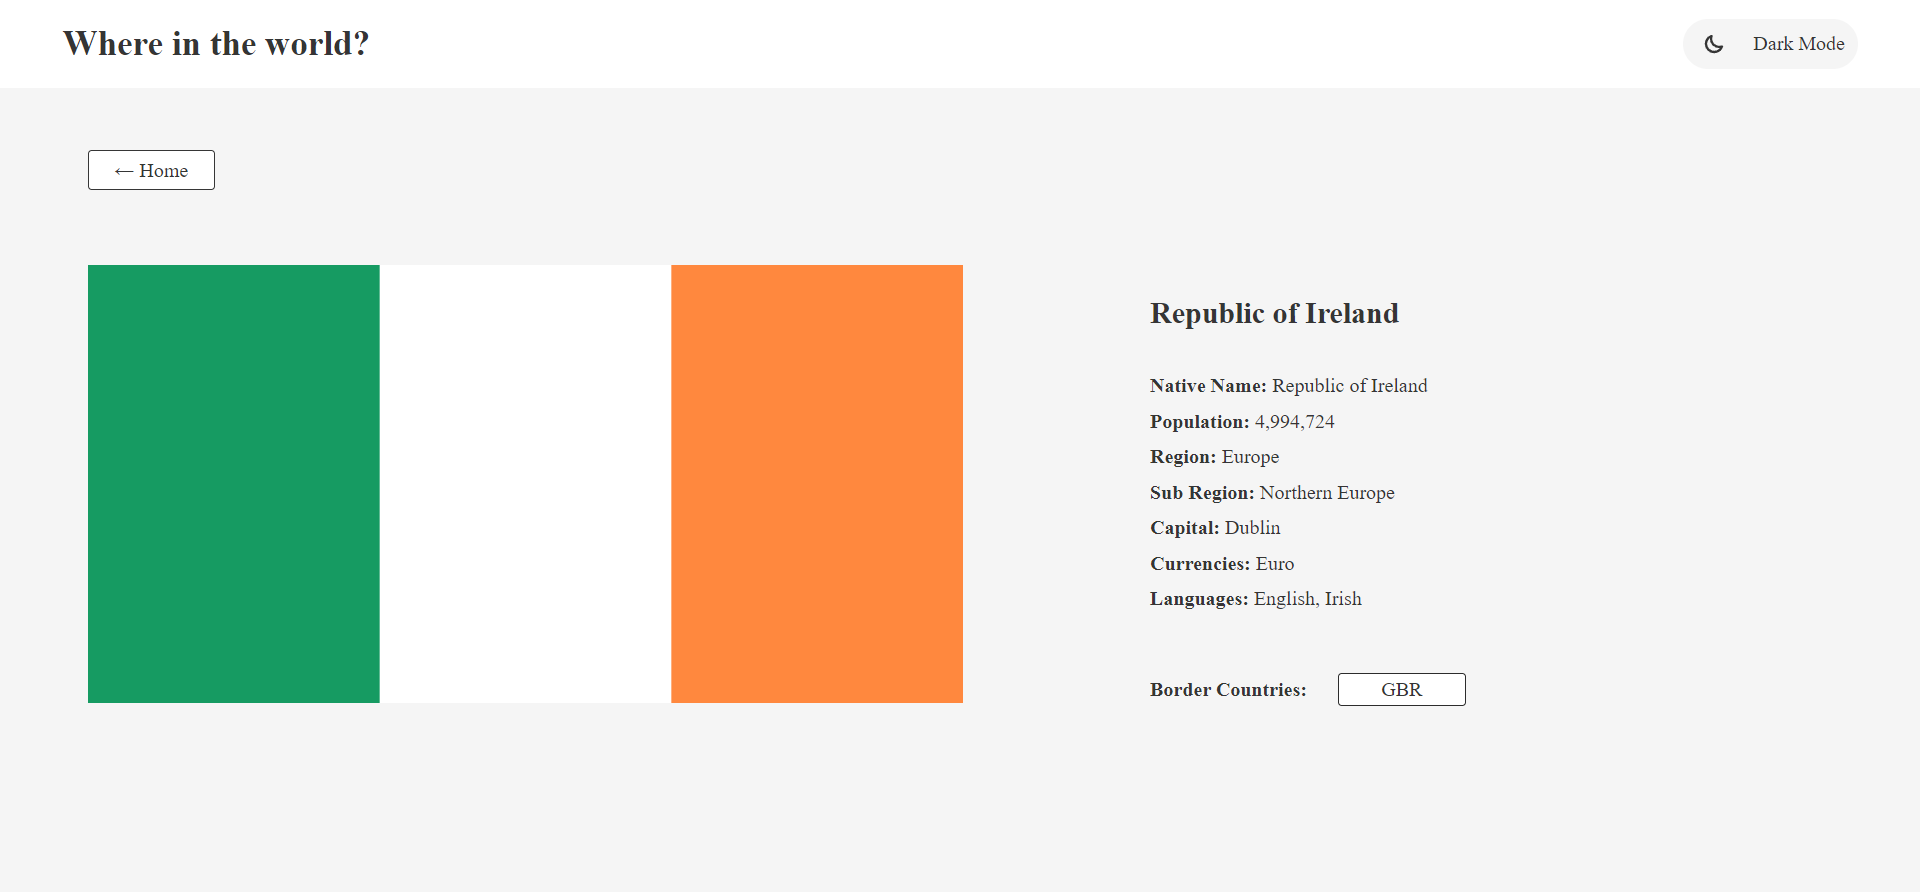 Where in the world?
Dark Mode
← Home
Republic of Ireland
Native Name: Republic of Ireland
Population: 4,994,724
Region: Europe
Sub Region: Northern Europe
Capital: Dublin
Currencies: Euro
Languages: English, Irish
Border Countries: GBR